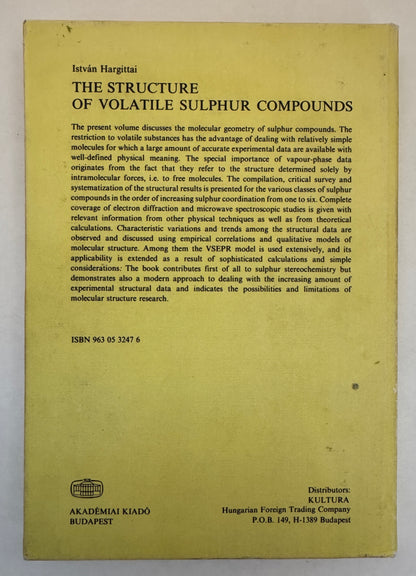 István Hargittai
THE STRUCTURE
OF VOLATILE SULPHUR COMPOUNDS
The present volume discusses the molecular geometry of sulphur compounds. The
restriction to volatile substances has the advantage of dealing with relatively simple
molecules for which a large amount of accurate experimental data are available with
well-defined physical meaning. The special importance of vapour-phase data
originates from the fact that they refer to the structure determined solely by
intramolecular forces, i.e. to free molecules. The compilation, critical survey and
systematization of the structural results is presented for the various classes of sulphur
compounds in the order of increasing sulphur coordination from one to six. Complete
coverage of electron diffraction and microwave spectroscopic studies is given with
relevant information from other physical techniques as well as from theoretical
calculations. Characteristic variations and trends among the structural data are
observed and discussed using empirical correlations and qualitative models of
molecular structure. Among them the VSEPR model is used extensively, and its
applicability is extended as a result of sophisticated calculations and simple
considerations. The book contributes first of all to sulphur stereochemistry but
demonstrates also a modern approach to dealing with the increasing amount of
experimental structural data and indicates the possibilities and limitations of
molecular structure research.
ISBN 963 05 3247 6
AKADÉMIAI KIADÓ
BUDAPEST
Distributors:
KULTURA
Hungarian Foreign Trading Company
P.O.B. 149, H-1389 Budapest